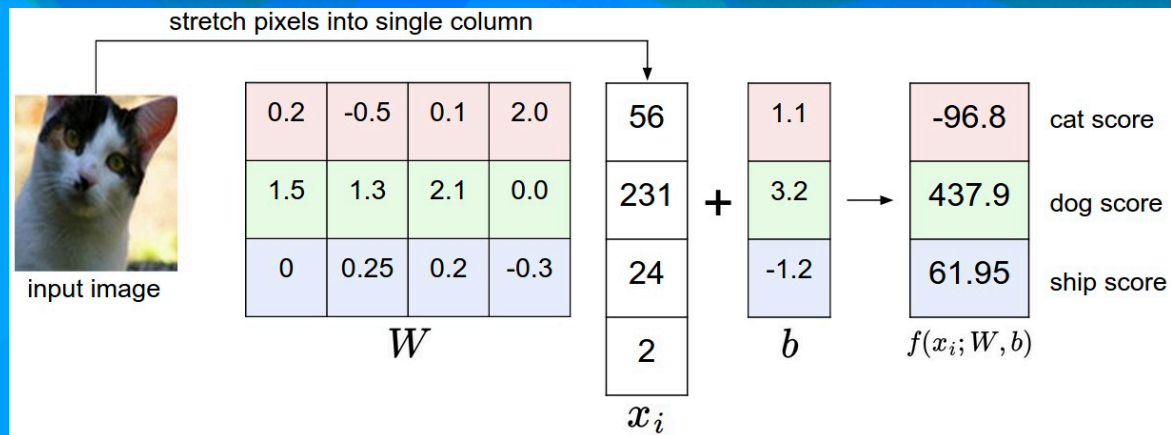 stretch pixels into single column
0.2 -0.5 0.1 2.0
1.5 1.3 2.1 0.0
0 0.25 0.2 -0.3
W
56
231
24
2
x_i
+
1.1
3.2
-1.2
b
-96.8 cat score
437.9 dog score
61.95 ship score
f(x_i; W, b)
input image